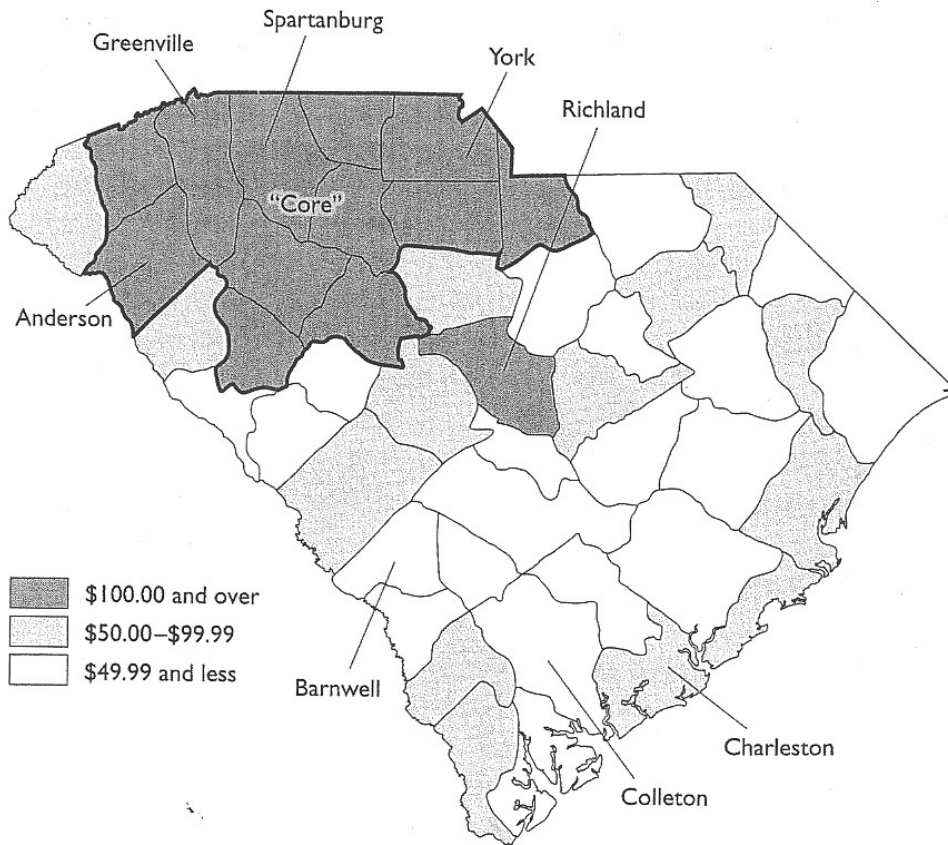 Spartanburg
Greenville
York
Richland
"Core"
Anderson
$100.00 and over
$50.00–$99.99
$49.99 and less
Barnwell
Charleston
Colleton